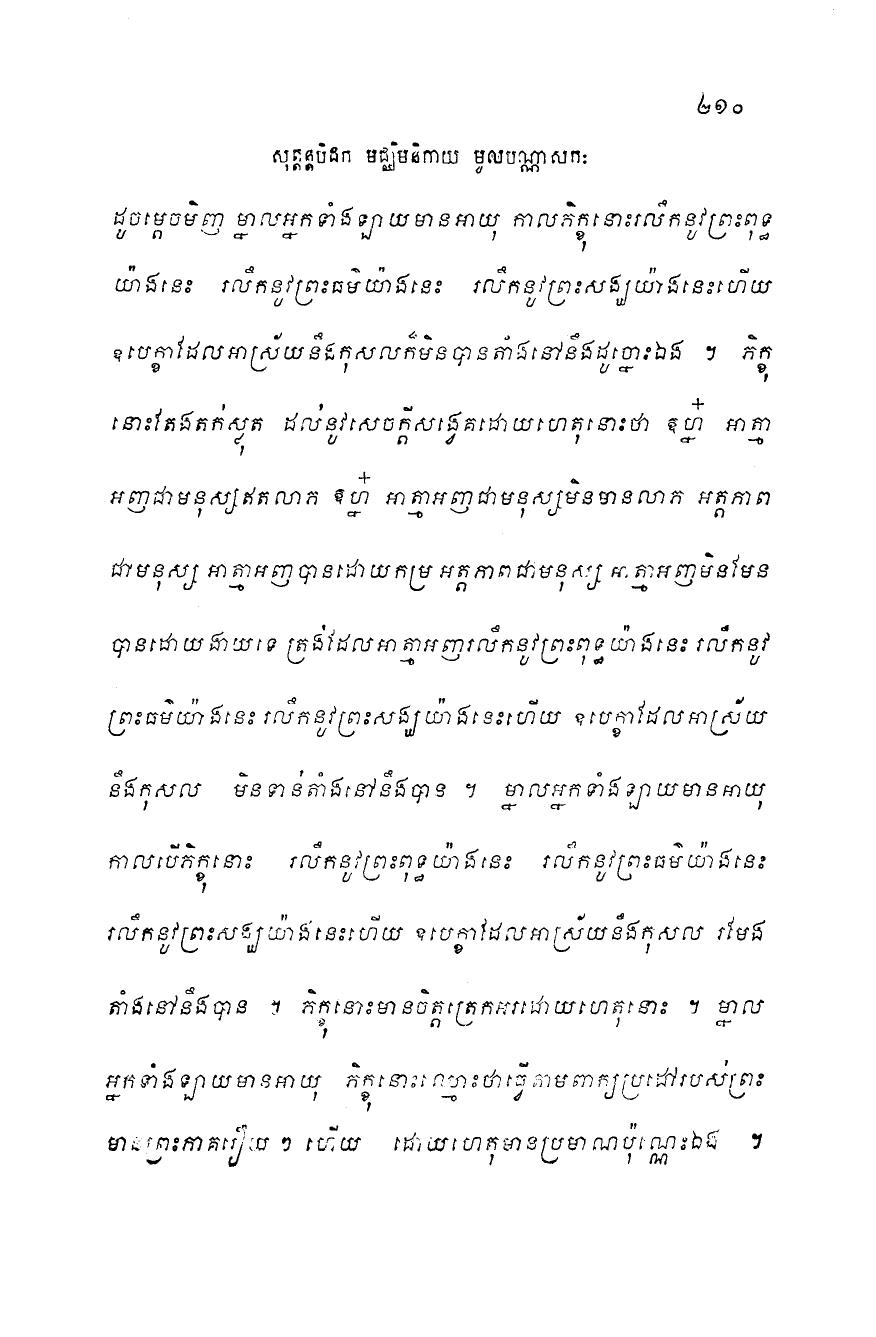 ២១០
សុត្តន្តបិដក មជ្ឈិមនិកាយ មូលបណ្ណាសកៈ
ដូចម្តេចមិញ ម្នាលអ្នកទាំងឡាយមានអាយុ កាលភិក្ខុនោះរលឹកនូវព្រះពុទ្ធ
យ៉ាងនេះ រលឹកនូវព្រះធម៌យ៉ាងនេះ រលឹកនូវព្រះសង្ឃយ៉ាងនេះហើយ
ឧបេក្ខាដែលអាស្រ័យនឹងកុសលក៏មិនបានតាំងនៅនឹងដូច្នោះឯង ។ ភិក្ខុ
នោះតែងតក់ស្លុត ដល់នូវសេចក្តីសង្វេគដោយហេតុនោះថា ឱហ្ន៎ អាត្មា
អញជាមនុស្សឥតលាភ ឱហ្ន៎ អាត្មាអញជាមនុស្សមិនមានលាភ អត្តភាព
ជាមនុស្ស អាត្មាអញបានដោយកម្រ អត្តភាពជាមនុស្ស អាត្មាអញមិនមែន
បានដោយងាយទេ ត្រង់ដែលអាត្មាអញរលឹកនូវព្រះពុទ្ធយ៉ាងនេះ រលឹកនូវ
ព្រះធម៌យ៉ាងនេះ រលឹកនូវព្រះសង្ឃយ៉ាងនេះហើយ ឧបេក្ខាដែលអាស្រ័យ
នឹងកុសល មិនទាន់តាំងនៅនឹងបាន ។ ម្នាលអ្នកទាំងឡាយមានអាយុ
កាលបើភិក្ខុនោះ រលឹកនូវព្រះពុទ្ធយ៉ាងនេះ រលឹកនូវព្រះធម៌យ៉ាងនេះ
រលឹកនូវព្រះសង្ឃយ៉ាងនេះហើយ ឧបេក្ខាដែលអាស្រ័យនឹងកុសល រមែង
តាំងនៅនឹងបាន ។ ភិក្ខុនោះមានចិត្តត្រេកអរដោយហេតុនោះ ។ ម្នាល
អ្នកទាំងឡាយមានអាយុ ភិក្ខុនោះឈ្មោះថាធ្វើតាមពាក្យប្រដៅរបស់ព្រះ
មានព្រះភាគរឿយ ៗ ហើយ ដោយហេតុមានប្រមាណប៉ុណ្ណេះឯង ។